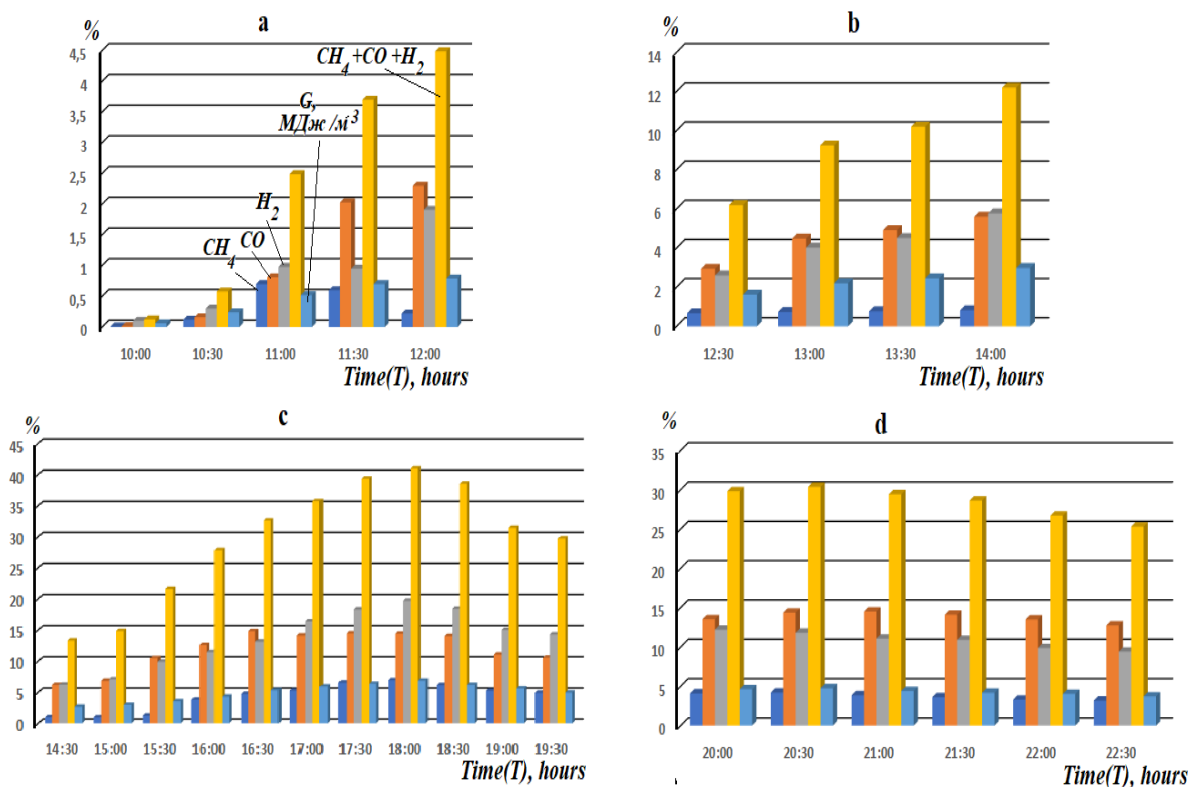 a
%
4,5
4
3,5
3
2,5
2
1,5
1
0,5
0
CH4+CO+H2
G,
МДж/м³
H2
CH4 CO
10:00 10:30 11:00 11:30 12:00
Time(T), hours
b
%
14
12
10
8
6
4
2
0
12:30 13:00 13:30 14:00
Time(T), hours
c
%
45
40
35
30
25
20
15
10
5
0
14:30 15:00 15:30 16:00 16:30 17:00 17:30 18:00 18:30 19:00 19:30
Time(T), hours
d
%
35
30
25
20
15
10
5
0
20:00 20:30 21:00 21:30 22:00 22:30
Time(T), hours